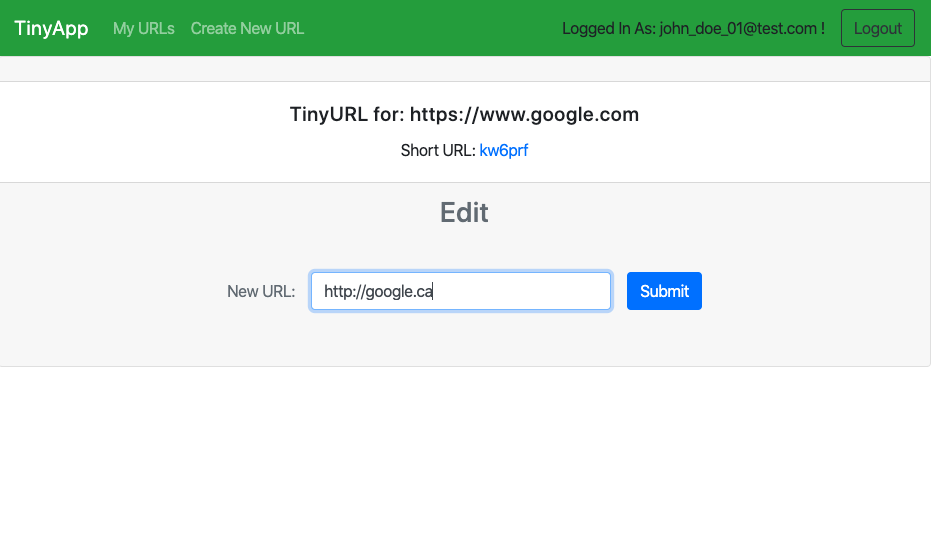 TinyApp My URLs Create New URL Logged In As: john_doe_01@test.com ! Logout
TinyURL for: https://www.google.com
Short URL: kw6prf
Edit
New URL: http://google.ca Submit